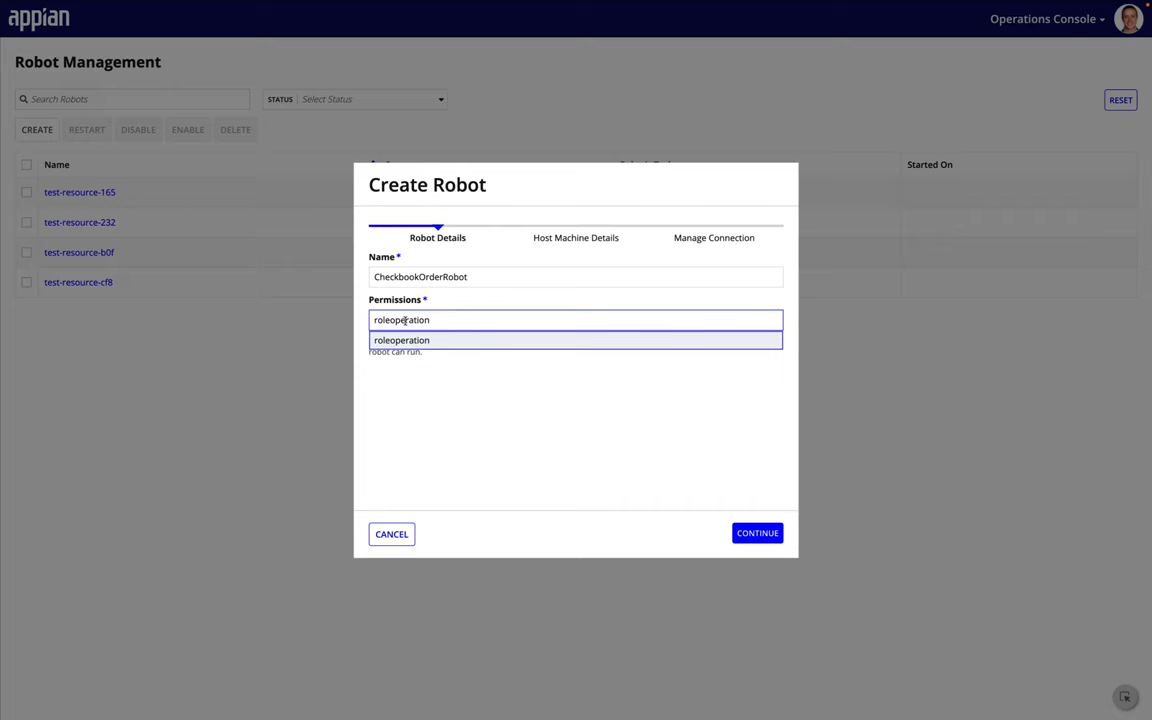 appian
Operations Console
Robot Management
Search Robots
STATUS Select Status
RESET
CREATE RESTART DISABLE ENABLE DELETE
Name
Started On
test-resource-165
test-resource-232
test-resource-b0f
test-resource-cf8
Create Robot
Robot Details Host Machine Details Manage Connection
Name *
CheckbookOrderRobot
Permissions *
roleoperation
roleoperation
robot can run.
CANCEL
CONTINUE